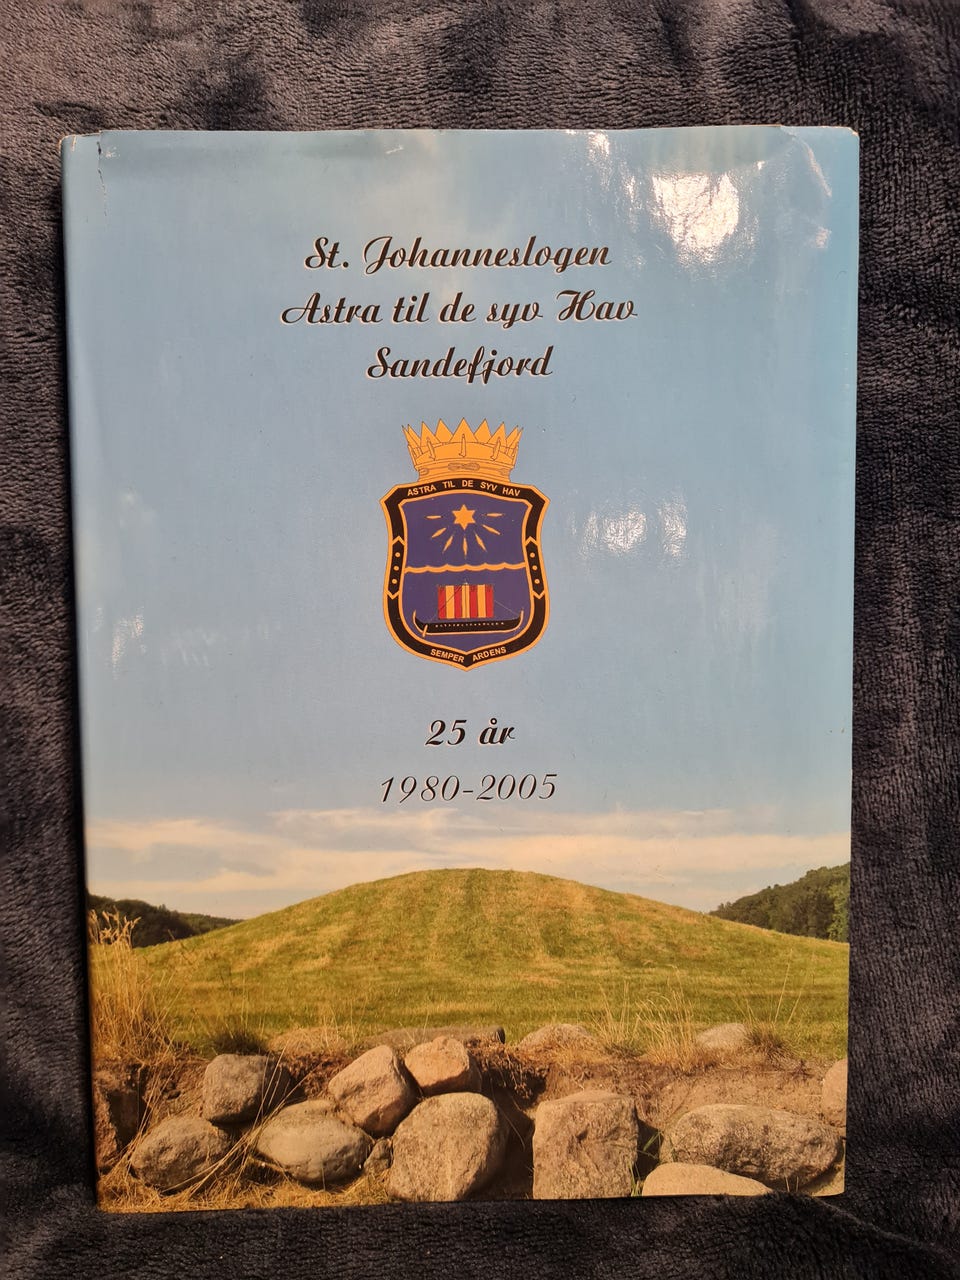 St. Johanneslogen
Astra til de syv Hav
Sandefjord
ASTRA TIL DE SYV HAV
SEMPER ARDENS
25 år
1980-2005